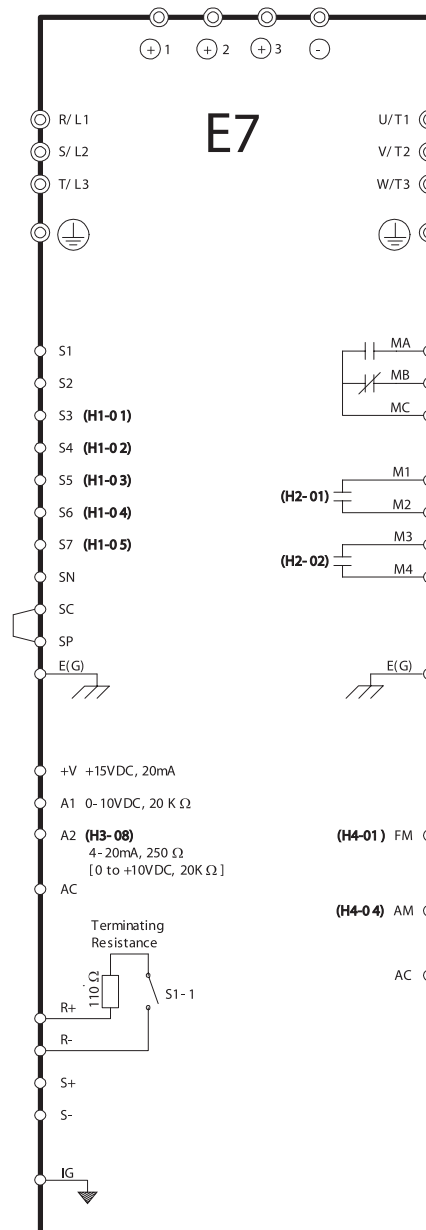 + 1 + 2 + 3 -
E7
R/ L1
S/ L2
T/ L3
U/T1
V/ T2
W/T3
S1
S2
S3 (H1-01)
S4 (H1-02)
S5 (H1-03)
S6 (H1-04)
S7 (H1-05)
SN
SC
SP
E(G)
MA
MB
MC
M1
(H2-01)
M2
M3
(H2-02)
M4
E(G)
+V +15VDC, 20mA
A1 0-10VDC, 20 K Ω
A2 (H3-08)
4-20mA, 250 Ω
[0 to +10VDC, 20K Ω ]
AC
(H4-01) FM
(H4-04) AM
AC
Terminating
Resistance
110 Ω
S1-1
R+
R-
S+
S-
IG